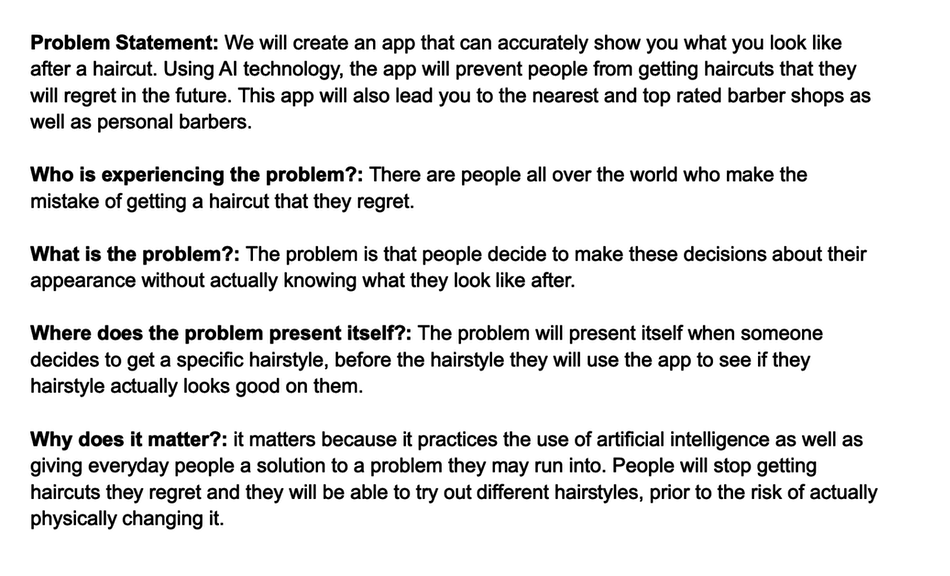 Problem Statement: We will create an app that can accurately show you what you look like
after a haircut. Using AI technology, the app will prevent people from getting haircuts that they
will regret in the future. This app will also lead you to the nearest and top rated barber shops as
well as personal barbers.
Who is experiencing the problem?: There are people all over the world who make the
mistake of getting a haircut that they regret.
What is the problem?: The problem is that people decide to make these decisions about their
appearance without actually knowing what they look like after.
Where does the problem present itself?: The problem will present itself when someone
decides to get a specific hairstyle, before the hairstyle they will use the app to see if they
hairstyle actually looks good on them.
Why does it matter?: it matters because it practices the use of artificial intelligence as well as
giving everyday people a solution to a problem they may run into. People will stop getting
haircuts they regret and they will be able to try out different hairstyles, prior to the risk of actually
physically changing it.